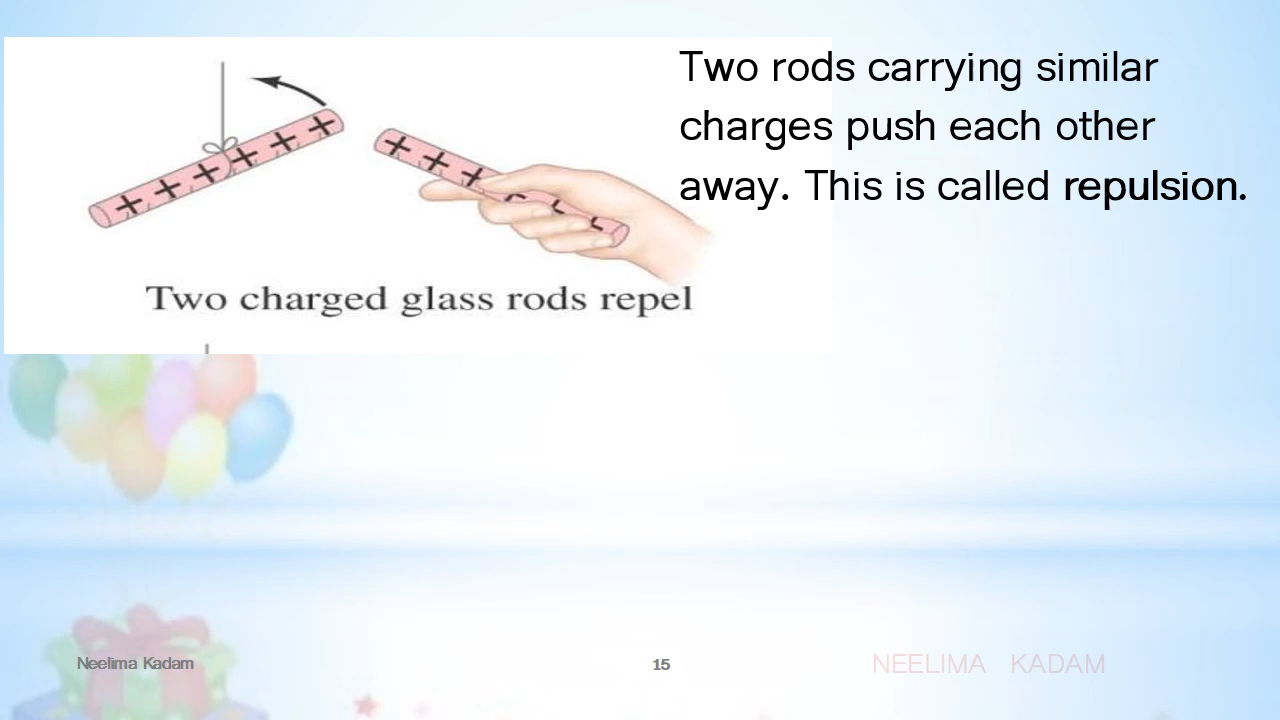 Two rods carrying similar
charges push each other
away. This is called repulsion.
+ + + + + +
+ + +
Two charged glass rods repel
Neelima Kadam
15
NEELIMA KADAM